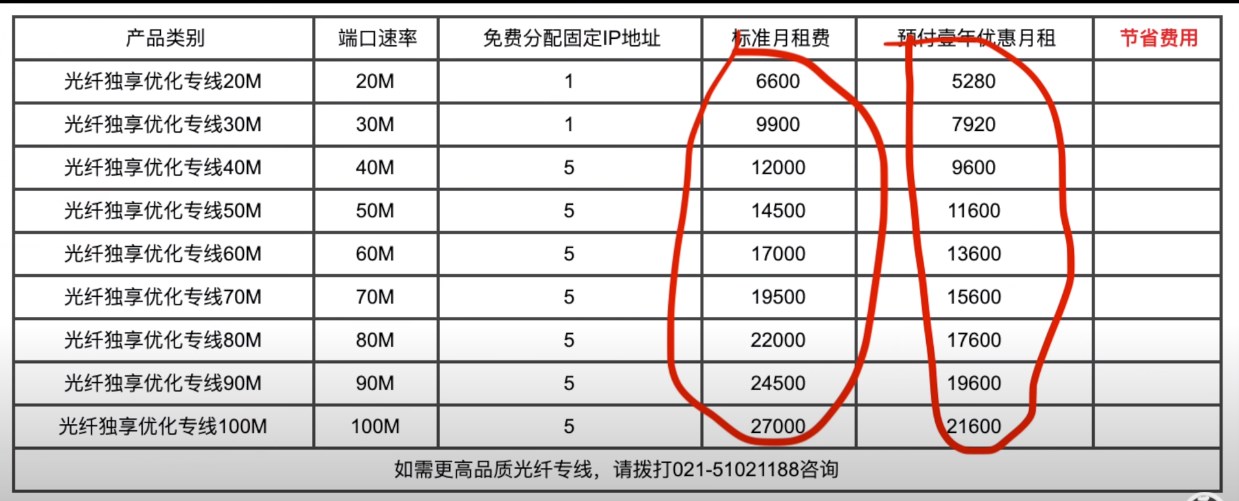 产品类别 端口速率 免费分配固定IP地址 标准月租费 预付壹年优惠月租 节省费用
光纤独享优化专线20M 20M 1 6600 5280
光纤独享优化专线30M 30M 1 9900 7920
光纤独享优化专线40M 40M 5 12000 9600
光纤独享优化专线50M 50M 5 14500 11600
光纤独享优化专线60M 60M 5 17000 13600
光纤独享优化专线70M 70M 5 19500 15600
光纤独享优化专线80M 80M 5 22000 17600
光纤独享优化专线90M 90M 5 24500 19600
光纤独享优化专线100M 100M 5 27000 21600
如需更高品质光纤专线，请拨打021-51021188咨询